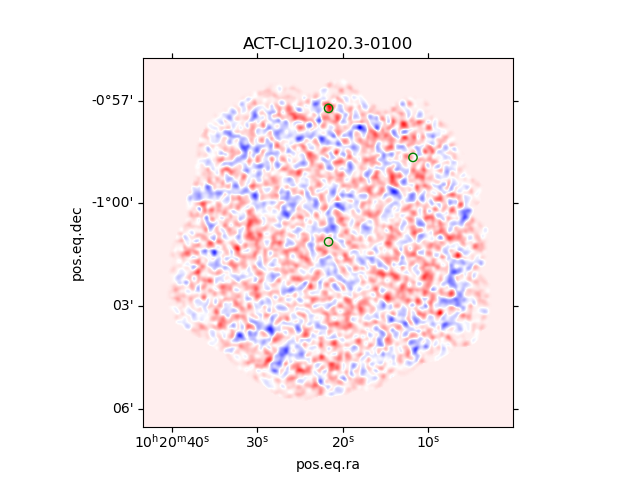 ACT-CLJ1020.3-0100
-0°57'
-1°00'
03'
06'
pos.eq.dec
10ʰ20ᵐ40ˢ 30ˢ 20ˢ 10ˢ
pos.eq.ra